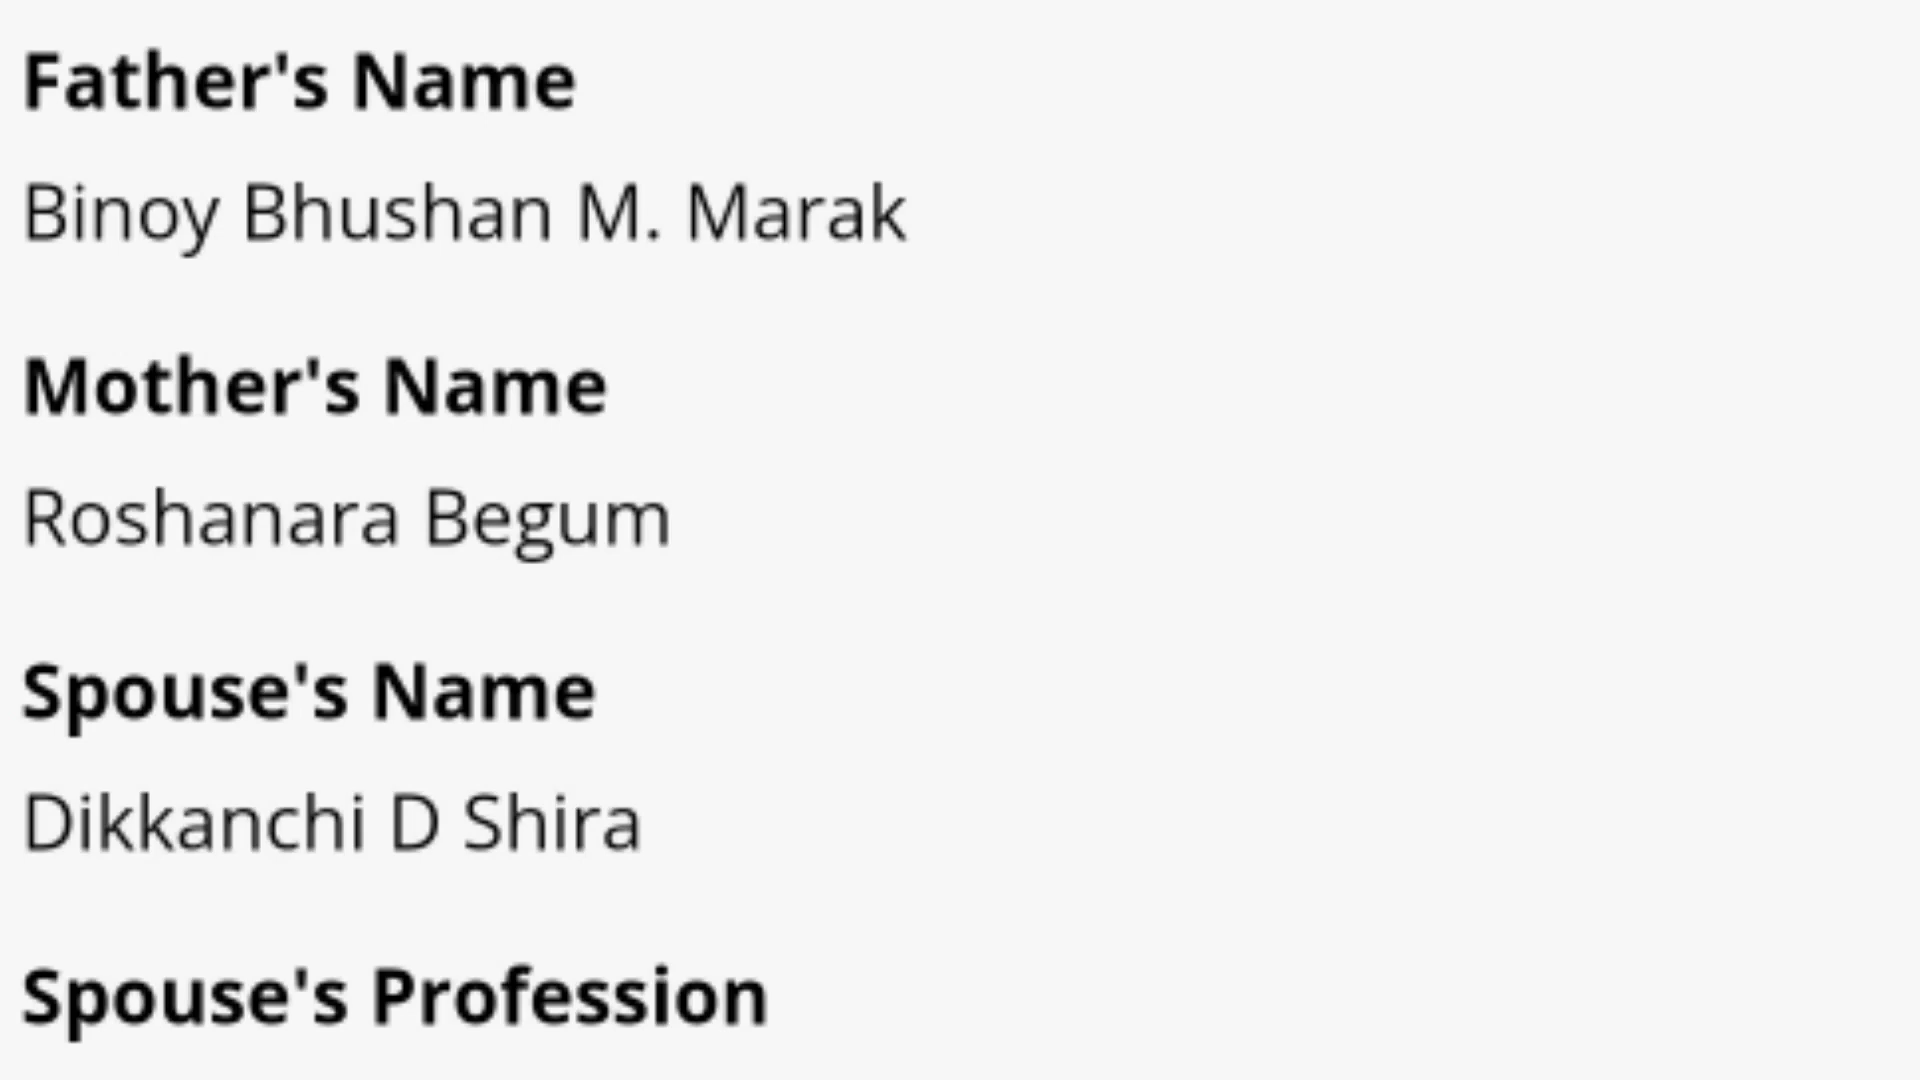 Father's Name
Binoy Bhushan M. Marak
Mother's Name
Roshanara Begum
Spouse's Name
Dikkanchi D Shira
Spouse's Profession